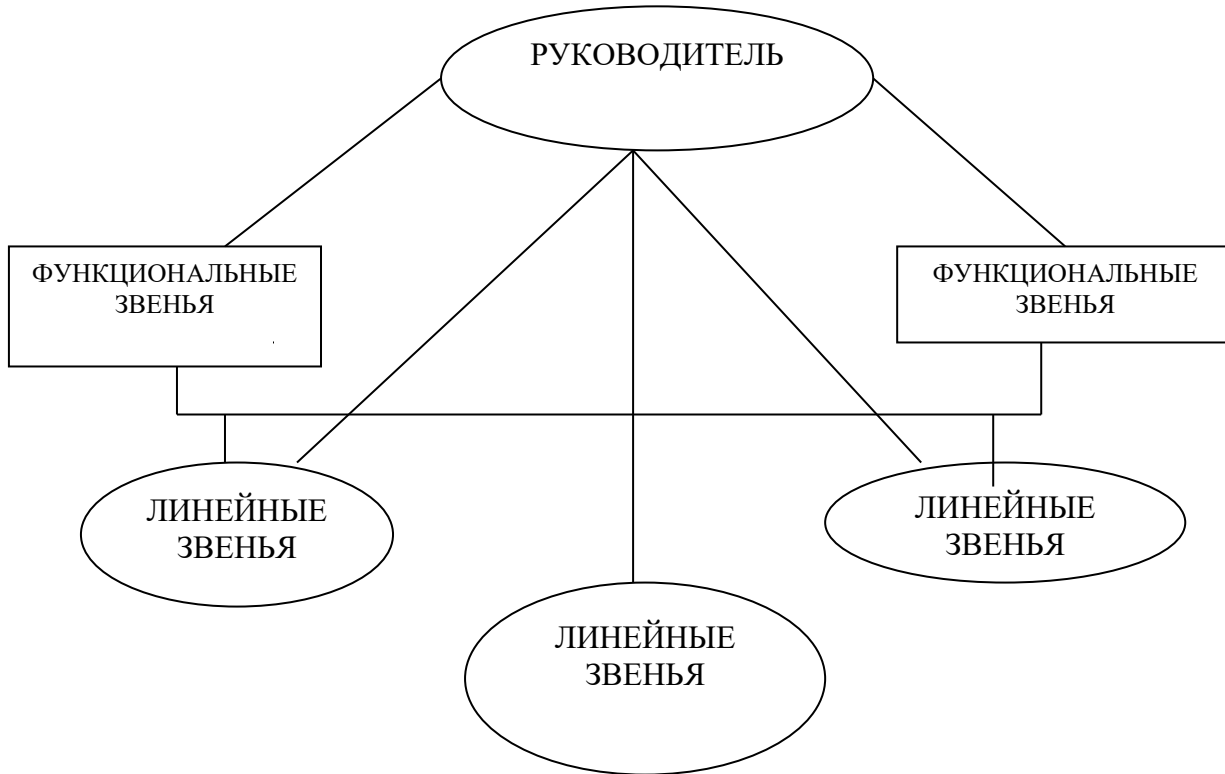 РУКОВОДИТЕЛЬ
ФУНКЦИОНАЛЬНЫЕ
ЗВЕНЬЯ
ФУНКЦИОНАЛЬНЫЕ
ЗВЕНЬЯ
.
ЛИНЕЙНЫЕ
ЗВЕНЬЯ
ЛИНЕЙНЫЕ
ЗВЕНЬЯ
ЛИНЕЙНЫЕ
ЗВЕНЬЯ